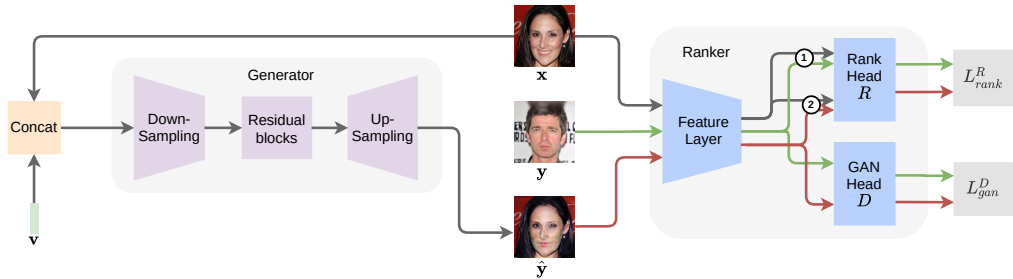 Concat
v
Generator
Down-
Sampling
Residual
blocks
Up-
Sampling
x
y
ŷ
Ranker
Feature
Layer
1
2
Rank
Head
R
GAN
Head
D
L^R_rank
L^D_gan